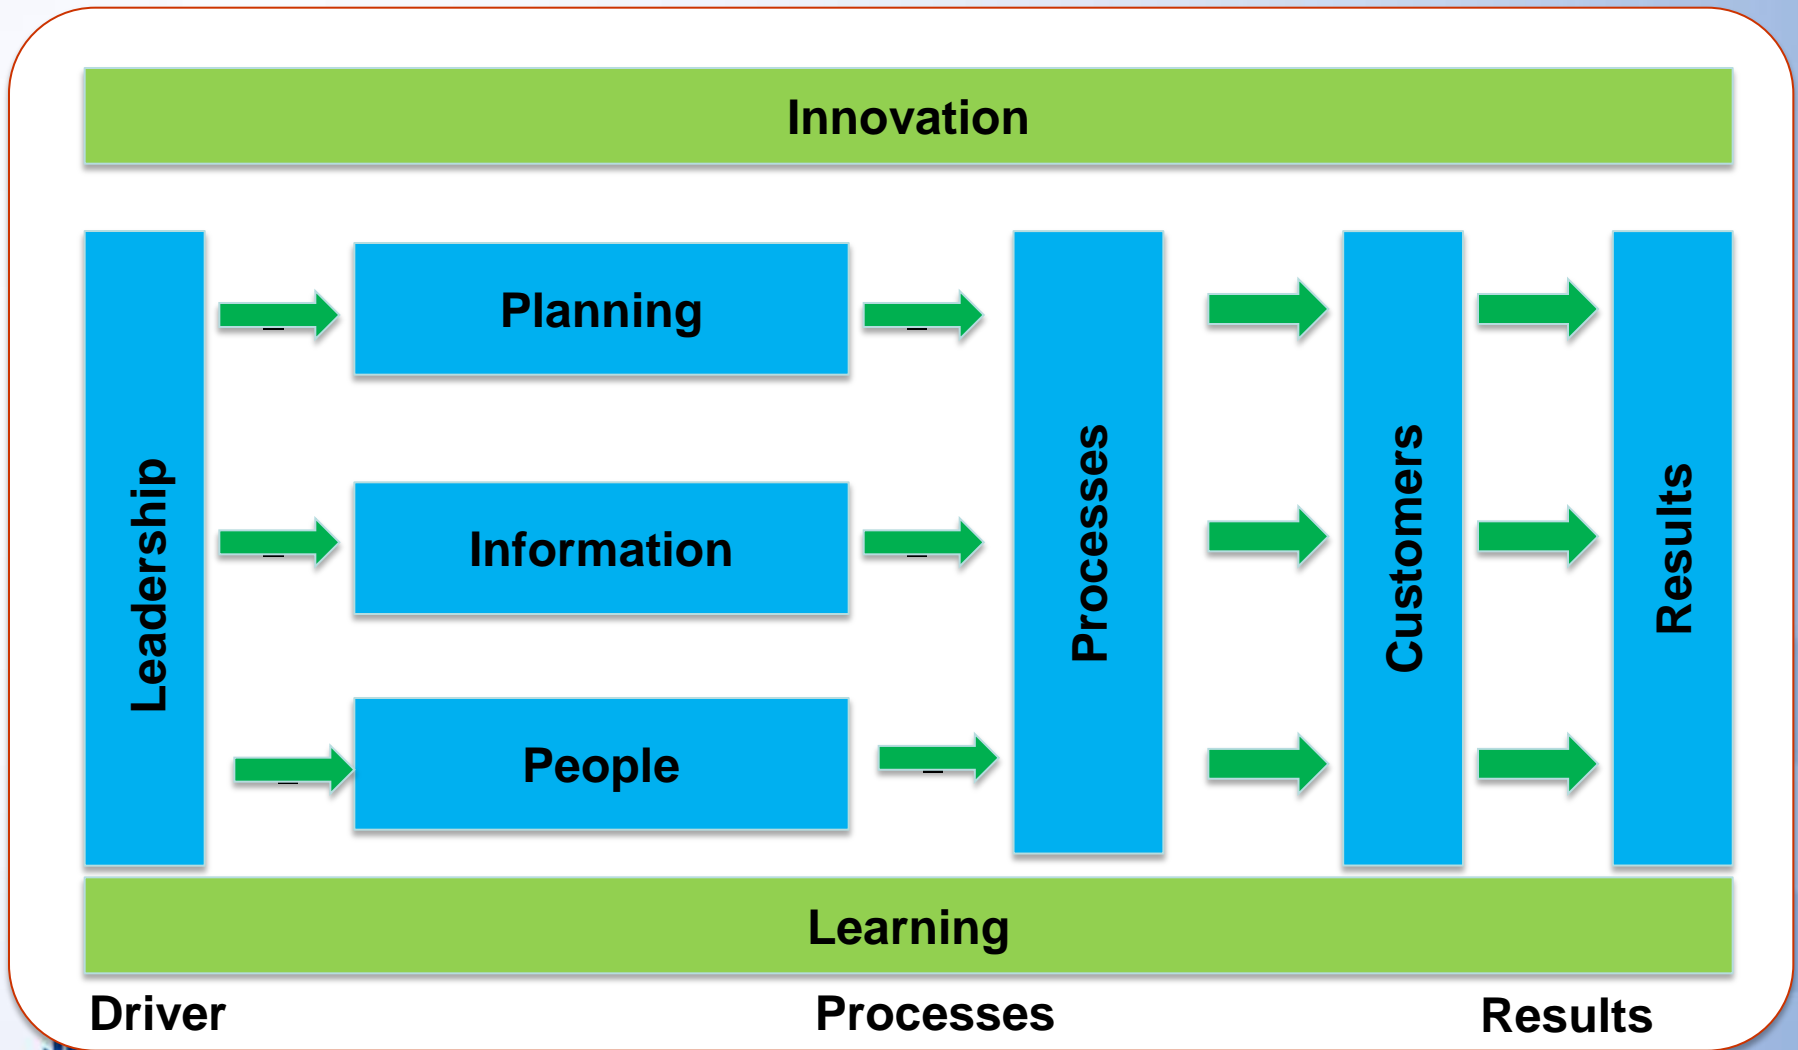 Innovation
Leadership
Planning
Information
People
Processes
Customers
Results
Learning
Driver
Processes
Results